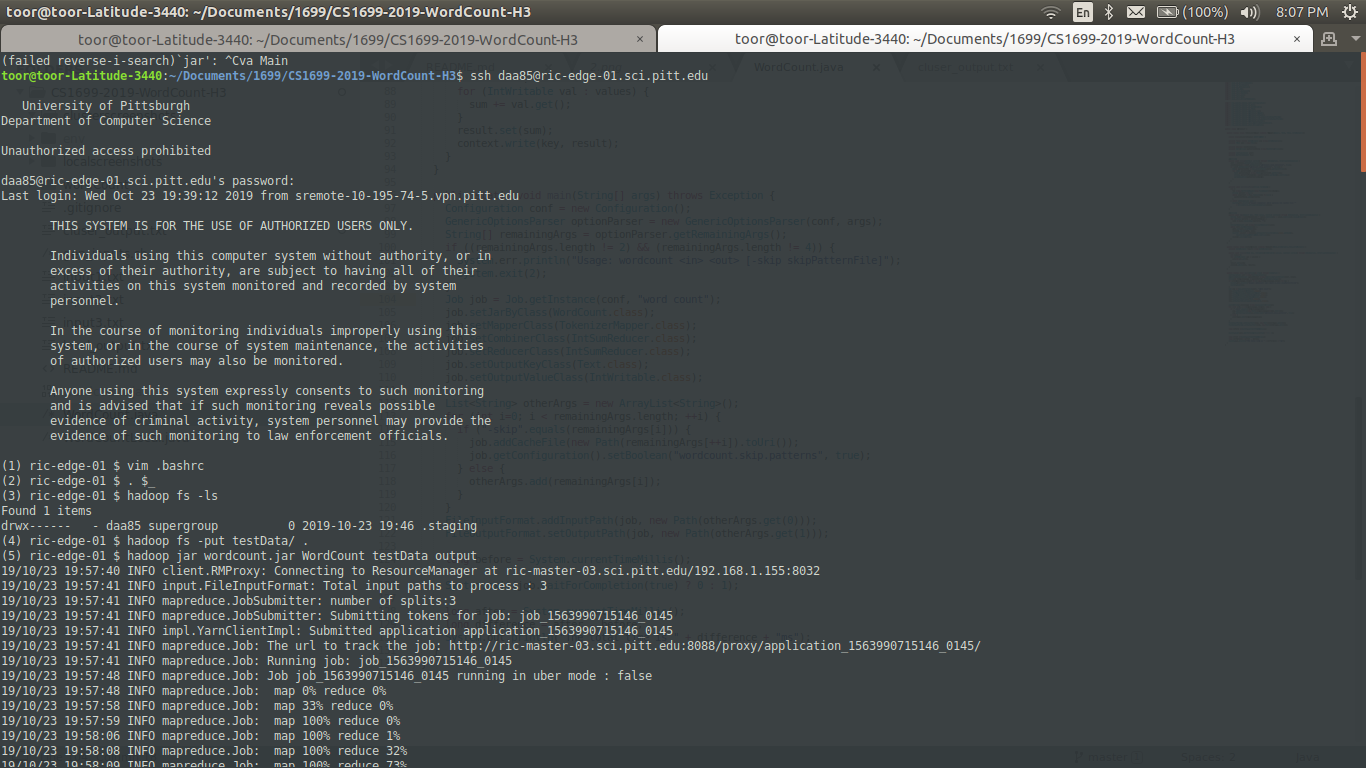 toor@toor-Latitude-3440: ~/Documents/1699/CS1699-2019-WordCount-H3
En
(100%)
8:07 PM
toor@toor-Latitude-3440: ~/Documents/1699/CS1699-2019-WordCount-H3 ×
toor@toor-Latitude-3440: ~/Documents/1699/CS1699-2019-WordCount-H3 ×
(failed reverse-i-search)`jar': ^Cva Main
toor@toor-Latitude-3440:~/Documents/1699/CS1699-2019-WordCount-H3$ ssh daa85@ric-edge-01.sci.pitt.edu
University of Pittsburgh
Department of Computer Science
Unauthorized access prohibited
daa85@ric-edge-01.sci.pitt.edu's password:
Last login: Wed Oct 23 19:39:12 2019 from sremote-10-195-74-5.vpn.pitt.edu
THIS SYSTEM IS FOR THE USE OF AUTHORIZED USERS ONLY.
Individuals using this computer system without authority, or in
excess of their authority, are subject to having all of their
activities on this system monitored and recorded by system
personnel.
In the course of monitoring individuals improperly using this
system, or in the course of system maintenance, the activities
of authorized users may also be monitored.
Anyone using this system expressly consents to such monitoring
and is advised that if such monitoring reveals possible
evidence of criminal activity, system personnel may provide the
evidence of such monitoring to law enforcement officials.
(1) ric-edge-01 $ vim .bashrc
(2) ric-edge-01 $ . $_
(3) ric-edge-01 $ hadoop fs -ls
Found 1 items
drwx------   - daa85 supergroup          0 2019-10-23 19:46 .staging
(4) ric-edge-01 $ hadoop fs -put testData/ .
(5) ric-edge-01 $ hadoop jar wordcount.jar WordCount testData output
19/10/23 19:57:40 INFO client.RMProxy: Connecting to ResourceManager at ric-master-03.sci.pitt.edu/192.168.1.155:8032
19/10/23 19:57:41 INFO input.FileInputFormat: Total input paths to process : 3
19/10/23 19:57:41 INFO mapreduce.JobSubmitter: number of splits:3
19/10/23 19:57:41 INFO mapreduce.JobSubmitter: Submitting tokens for job: job_1563990715146_0145
19/10/23 19:57:41 INFO impl.YarnClientImpl: Submitted application application_1563990715146_0145
19/10/23 19:57:41 INFO mapreduce.Job: The url to track the job: http://ric-master-03.sci.pitt.edu:8088/proxy/application_1563990715146_0145/
19/10/23 19:57:41 INFO mapreduce.Job: Running job: job_1563990715146_0145
19/10/23 19:57:48 INFO mapreduce.Job: Job job_1563990715146_0145 running in uber mode : false
19/10/23 19:57:48 INFO mapreduce.Job:  map 0% reduce 0%
19/10/23 19:57:58 INFO mapreduce.Job:  map 33% reduce 0%
19/10/23 19:57:59 INFO mapreduce.Job:  map 100% reduce 0%
19/10/23 19:58:06 INFO mapreduce.Job:  map 100% reduce 1%
19/10/23 19:58:08 INFO mapreduce.Job:  map 100% reduce 32%
19/10/23 19:58:09 INFO mapreduce.Job:  map 100% reduce 73%